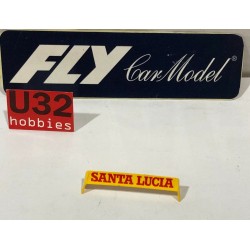 FLY Car Model ®
U32
hobbies
SANTA LUCIA